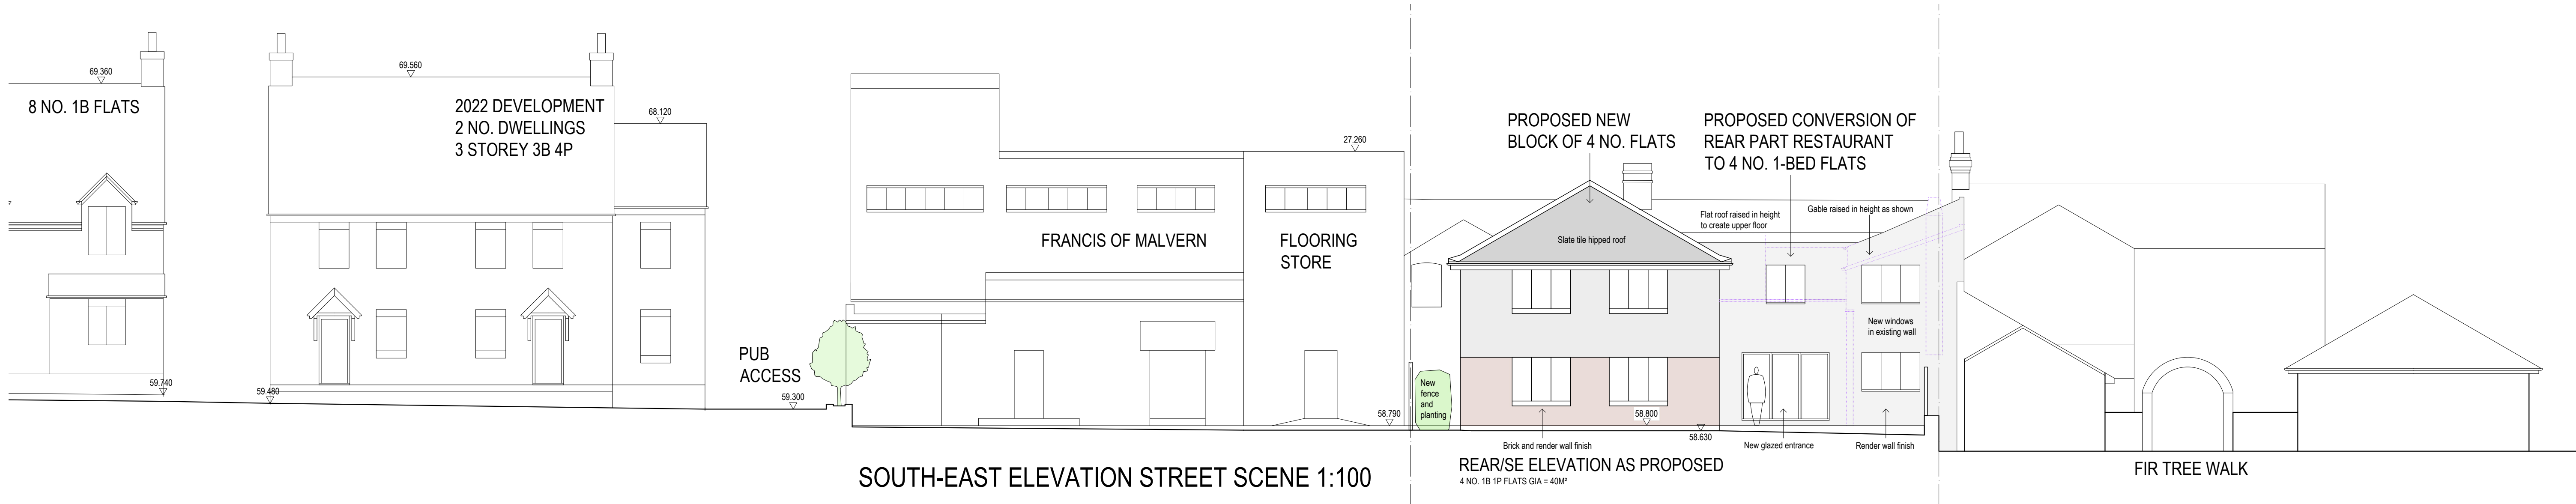 69.360
8 NO. 1B FLATS
59.740
69.560
2022 DEVELOPMENT
2 NO. DWELLINGS
3 STOREY 3B 4P
68.120
59.480
PUB
ACCESS
59.300
FRANCIS OF MALVERN
27.260
FLOORING
STORE
58.790
PROPOSED NEW
BLOCK OF 4 NO. FLATS
PROPOSED CONVERSION OF
REAR PART RESTAURANT
TO 4 NO. 1-BED FLATS
Flat roof raised in height
to create upper floor
Gable raised in height as shown
Slate tile hipped roof
New windows
in existing wall
New
fence
and
planting
58.800
58.630
Brick and render wall finish
New glazed entrance
Render wall finish
SOUTH-EAST ELEVATION STREET SCENE 1:100
REAR/SE ELEVATION AS PROPOSED
4 NO. 1B 1P FLATS GIA = 40M²
FIR TREE WALK